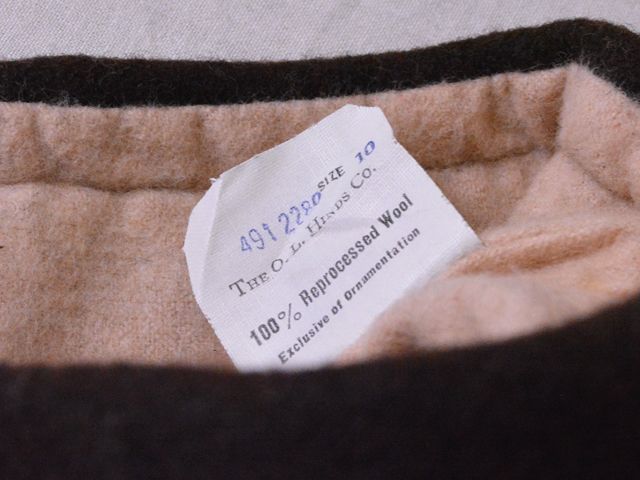 SIZE 10
491 2280
THE O. L. HINDS CO.
100% Reprocessed Wool
Exclusive of Ornamentation